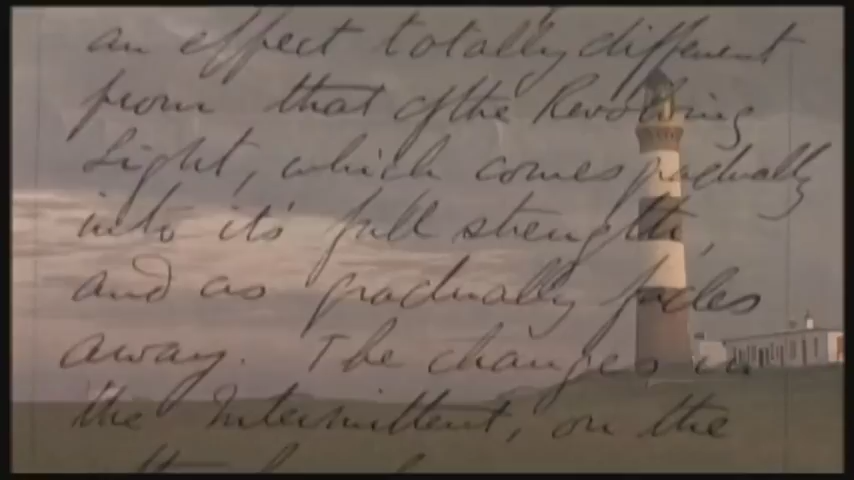 an effect totally different
from that of the Revolving
Light, which comes gradually
into it's full strength,
and as gradually fades
away. The changes in
the Intermittent, on the